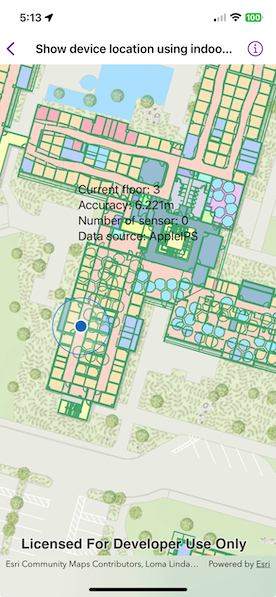 5:13
100
Show device location using indoo...
Current floor: 3
Accuracy: 6.221m
Number of sensor: 0
Data source: AppleIPS
Licensed For Developer Use Only
Esri Community Maps Contributors, Loma Linda... Powered by Esri